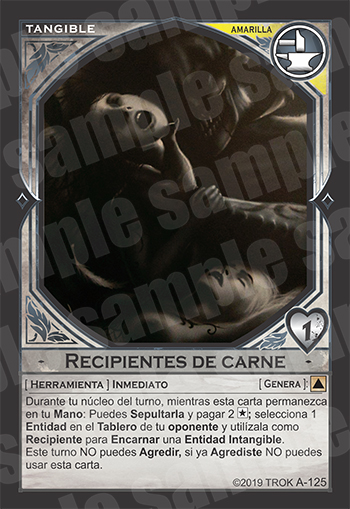 TANGIBLE
AMARILLA
1
RECIPIENTES DE CARNE
[ HERRAMIENTA ] INMEDIATO [ GENERA ]:
Durante tu núcleo del turno, mientras esta carta permanezca
en tu Mano: Puedes Sepultarla y pagar 2 ; selecciona 1
Entidad en el Tablero de tu oponente y utilízala como
Recipiente para Encarnar una Entidad Intangible.
Este turno NO puedes Agredir, si ya Agrediste NO puedes
usar esta carta.
©2019 TROK A-125
sample sample sample